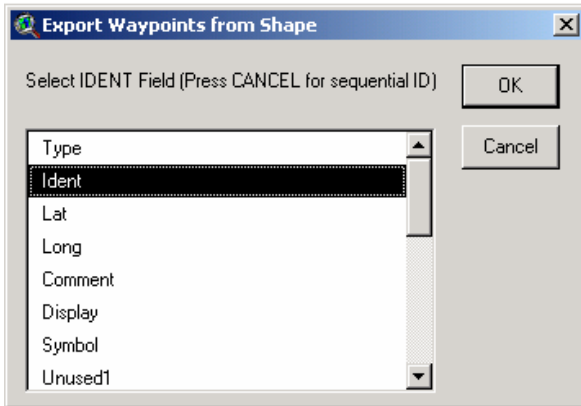 Export Waypoints from Shape
Select IDENT Field (Press CANCEL for sequential ID)
OK
Cancel
Type
Ident
Lat
Long
Comment
Display
Symbol
Unused1